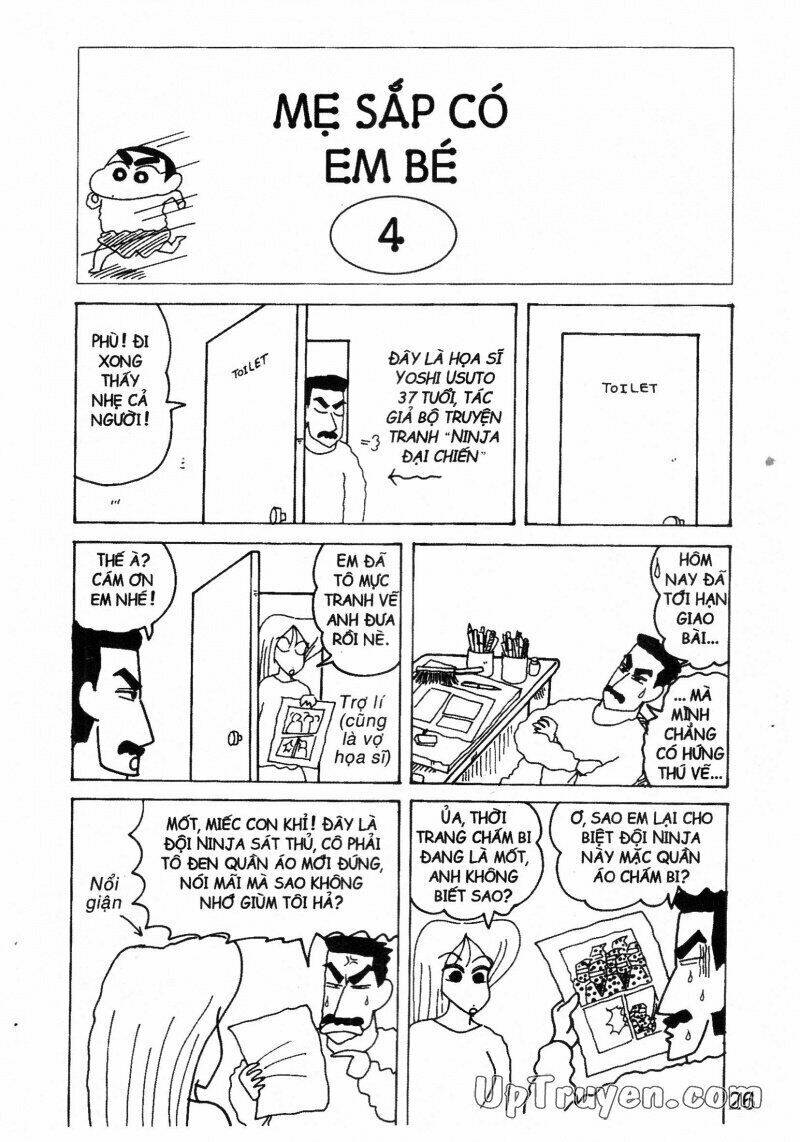 MẸ SẮP CÓ
EM BÉ
4
TOILET
ĐÂY LÀ HỌA SĨ
YOSHI USUTO
37 TUỔI, TÁC
GIẢ BỘ TRUYỆN
TRANH "NINJA
ĐẠI CHIẾN"
TOILET
PHÙ! ĐI
XONG
THẤY
NHẸ CẢ
NGƯỜI!
HÔM
NAY ĐÃ
TỚI HẠN
GIAO
BÀI...
... MÀ
MINH
CHẲNG
CÓ HỨNG
THÚ VẼ...
EM ĐÃ
TÔ MỰC
TRANH VẼ
ANH ĐƯA
RỒI NÈ.
Trợ lí
(cũng
là vợ
họa sĩ)
THẾ À?
CÁM ƠN
EM NHÉ!
Ơ, SAO EM LẠI CHO
BIỆT ĐỘI NINJA
NÀY MẶC QUẦN
ÁO CHẤM BI?
ỦA, THỜI
TRANG CHẤM BI
ĐANG LÀ MỐT,
ANH KHÔNG
BIẾT SAO?
MỐT, MIẾC CON KHỈ! ĐÂY LÀ
ĐỘI NINJA SÁT THỦ, CÔ PHẢI
TÔ ĐEN QUẦN ÁO MỚI ĐÚNG,
NÓI MÃI MÀ SAO KHÔNG
NHỚ GIÙM TÔI HẢ?
Nổi
giận
UpTruyen.com